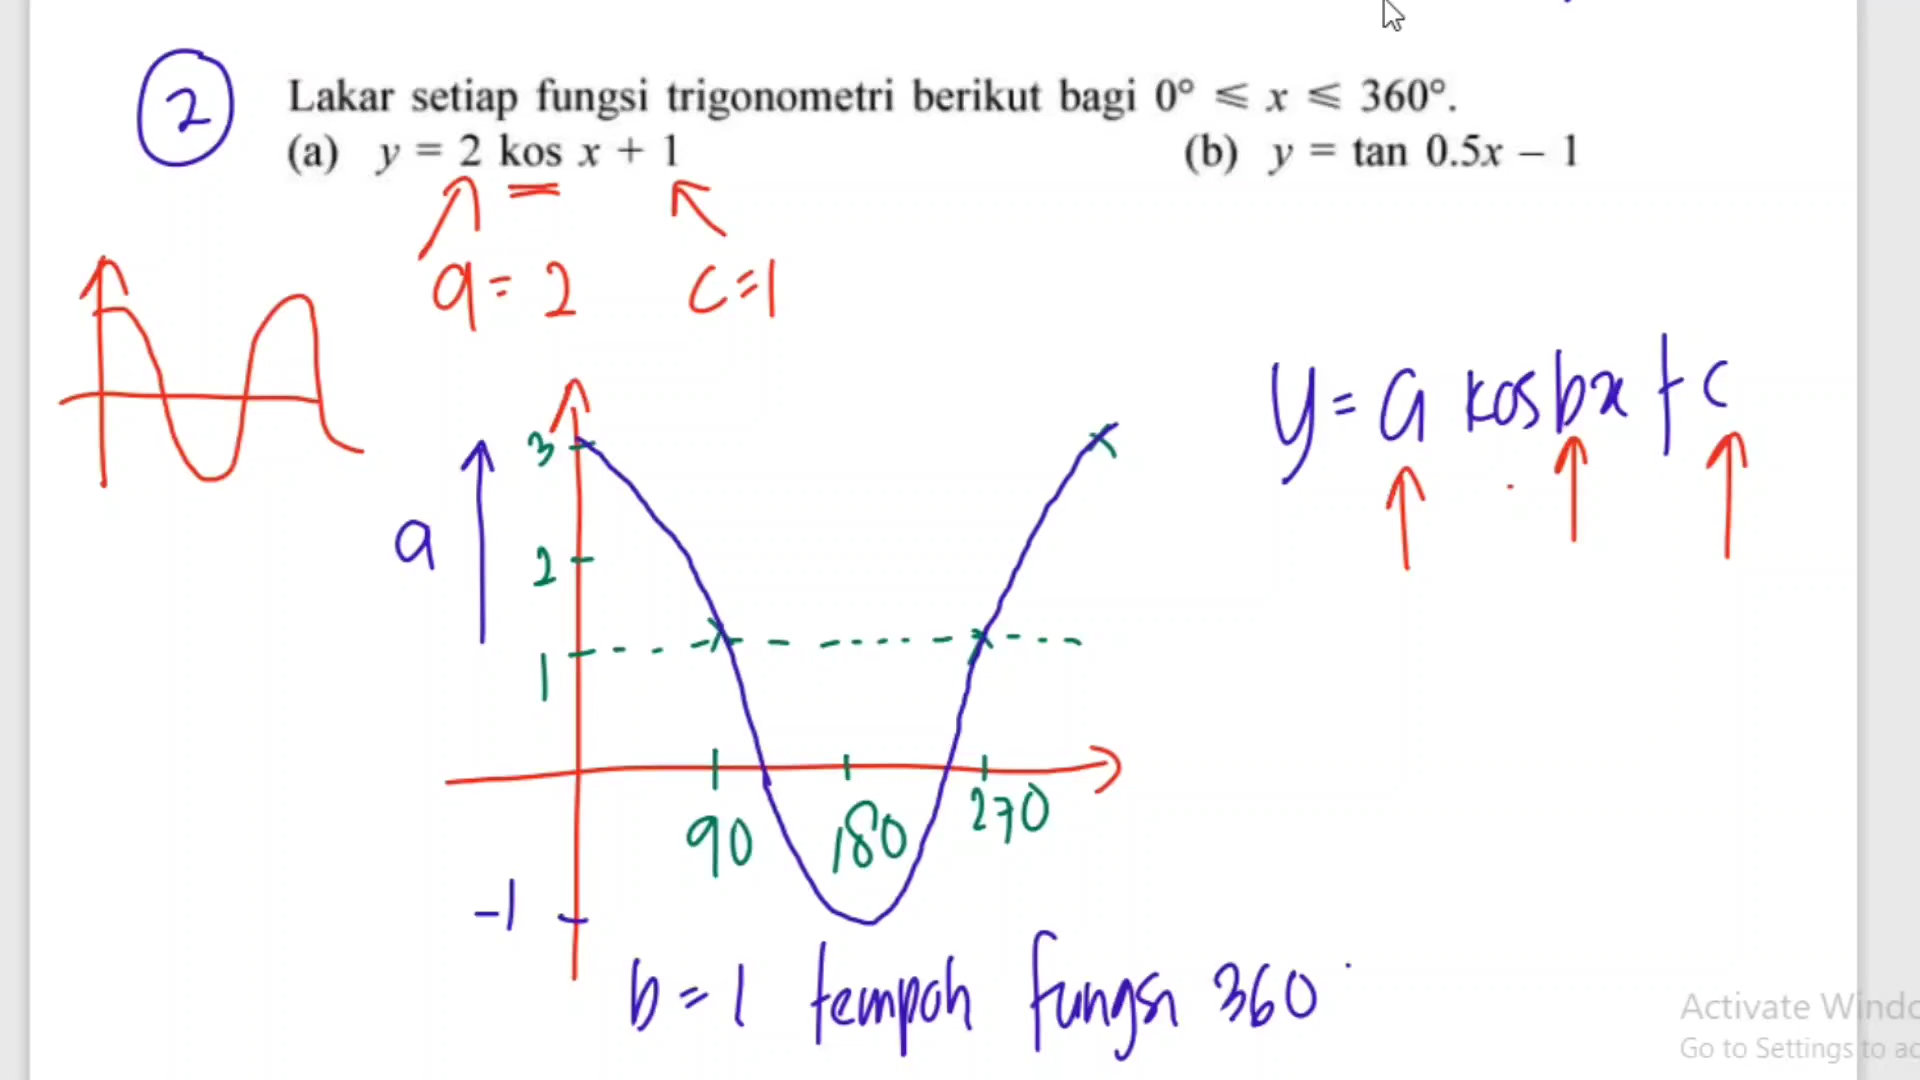 2
Lakar setiap fungsi trigonometri berikut bagi 0° ⩽ x ⩽ 360°.
(a) y = 2 kos x + 1
(b) y = tan 0.5x – 1
a = 2
c = 1
y = a kos bx + c
3
a
2
1
90
180
270
-1
b = 1 tempoh fungsi 360
Activate Windo
Go to Settings to ac